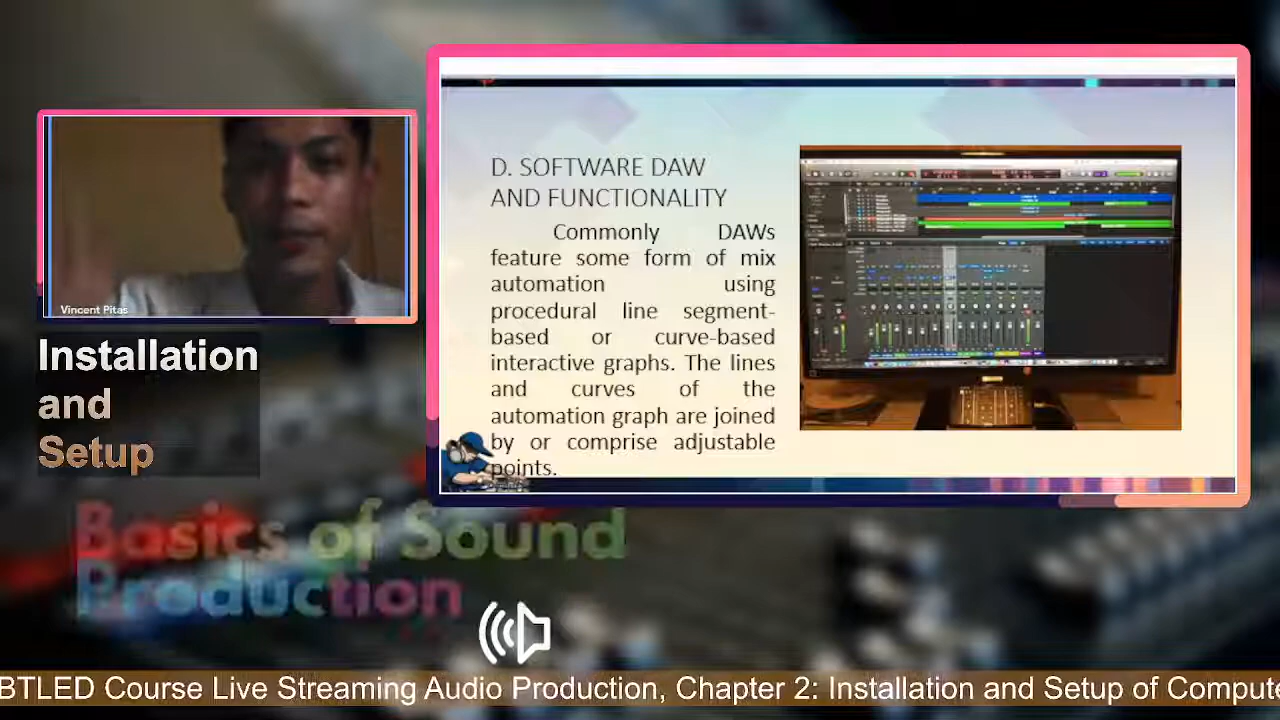 D. SOFTWARE DAW
AND FUNCTIONALITY
Commonly DAWs
feature some form of mix
automation using
procedural line segment-
based or curve-based
interactive graphs. The lines
and curves of the
automation graph are joined
by or comprise adjustable
points.
Vincent Pitas
Installation
and
Setup
Basics of Sound
Production
BTLED Course Live Streaming Audio Production, Chapter 2: Installation and Setup of Compute